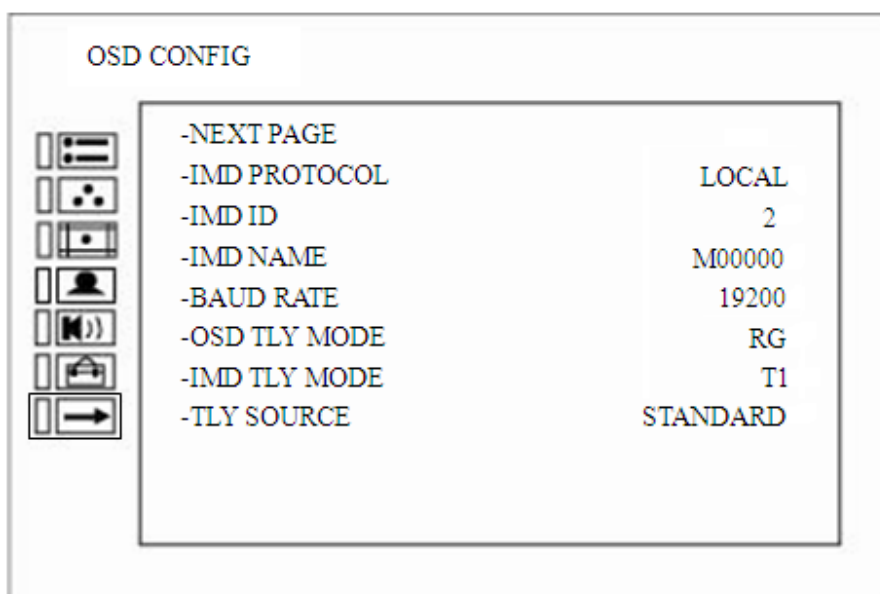 OSD CONFIG
-NEXT PAGE
-IMD PROTOCOL LOCAL
-IMD ID 2
-IMD NAME M00000
-BAUD RATE 19200
-OSD TLY MODE RG
-IMD TLY MODE T1
-TLY SOURCE STANDARD